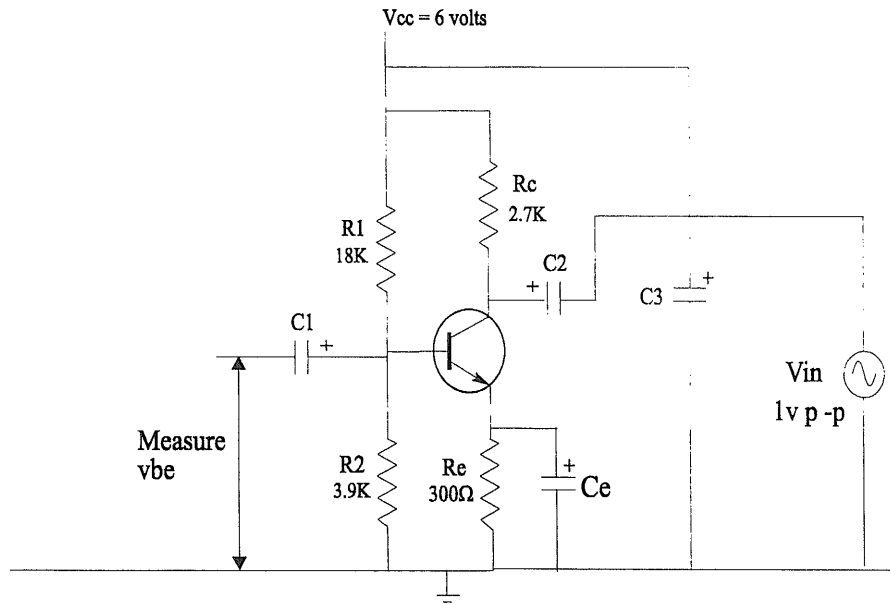 Vcc = 6 volts
Rc
2.7K
R1
18K
C2
+
C3
+
C1
+
Vin
1v p -p
Measure
vbe
R2
3.9K
Re
300Ω
+
Ce